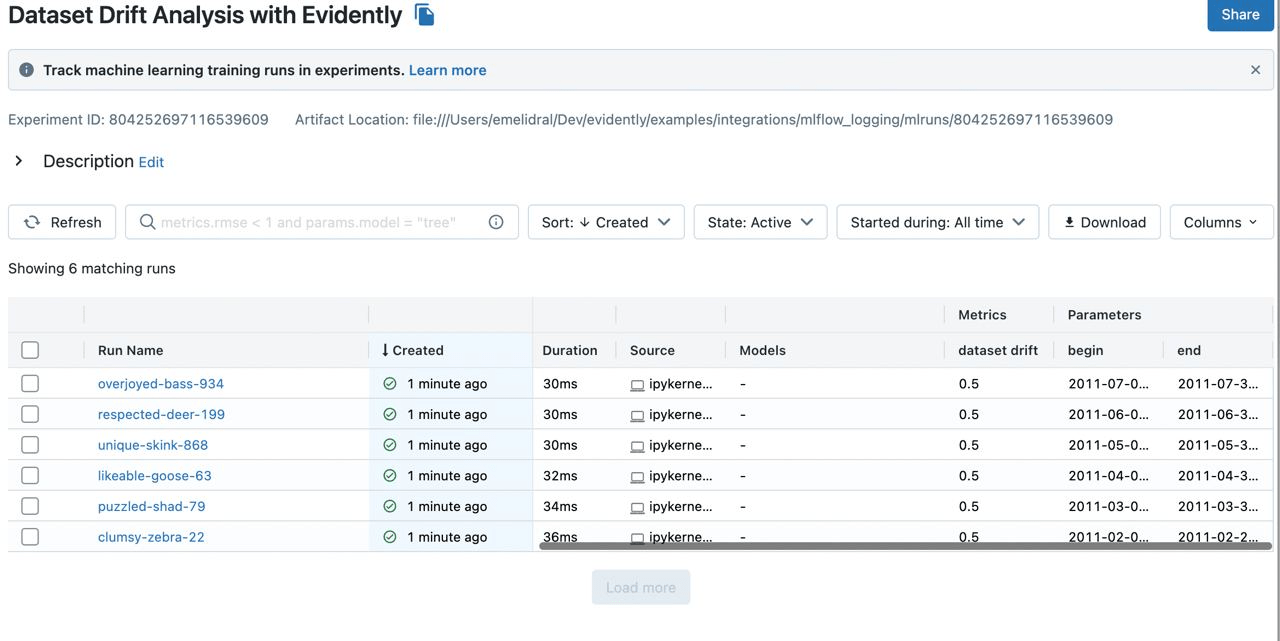 Dataset Drift Analysis with Evidently
Share
Track machine learning training runs in experiments. Learn more
Experiment ID: 804252697116539609 Artifact Location: file:///Users/emelidral/Dev/evidently/examples/integrations/mlflow_logging/mlruns/804252697116539609
Description Edit
Refresh metrics.rmse < 1 and params.model = "tree" Sort: Created State: Active Started during: All time Download Columns
Showing 6 matching runs
Metrics Parameters
Run Name Created Duration Source Models dataset drift begin end
overjoyed-bass-934 1 minute ago 30ms ipykerne... - 0.5 2011-07-0... 2011-07-3...
respected-deer-199 1 minute ago 30ms ipykerne... - 0.5 2011-06-0... 2011-06-3...
unique-skink-868 1 minute ago 30ms ipykerne... - 0.5 2011-05-0... 2011-05-3...
likeable-goose-63 1 minute ago 32ms ipykerne... - 0.5 2011-04-0... 2011-04-3...
puzzled-shad-79 1 minute ago 34ms ipykerne... - 0.5 2011-03-0... 2011-03-3...
clumsy-zebra-22 1 minute ago 36ms ipykerne... - 0.5 2011-02-0... 2011-02-2...
Load more